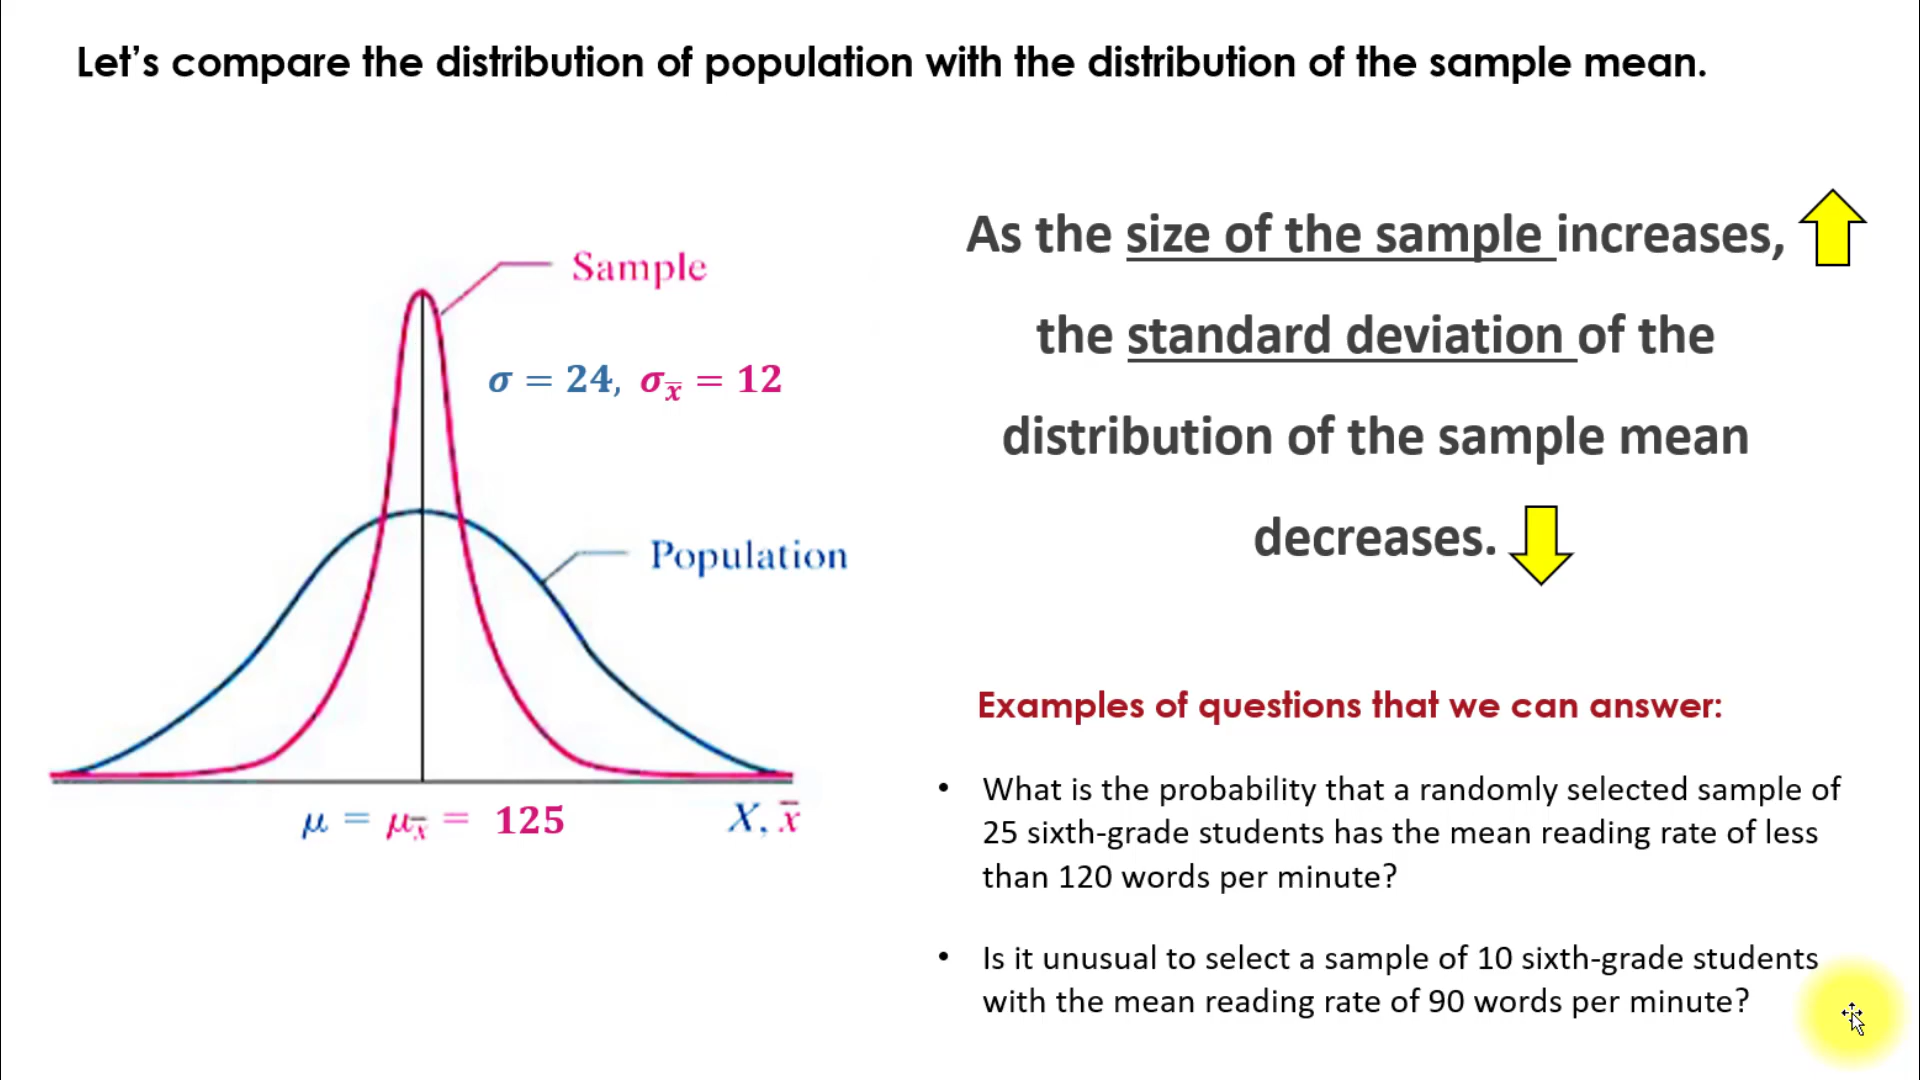 Let’s compare the distribution of population with the distribution of the sample mean.
Sample
σ = 24, σx̄ = 12
Population
μ = μx̄ = 125
X, x̄
As the size of the sample increases,
the standard deviation of the
distribution of the sample mean
decreases.
Examples of questions that we can answer:
• What is the probability that a randomly selected sample of
25 sixth-grade students has the mean reading rate of less
than 120 words per minute?
• Is it unusual to select a sample of 10 sixth-grade students
with the mean reading rate of 90 words per minute?